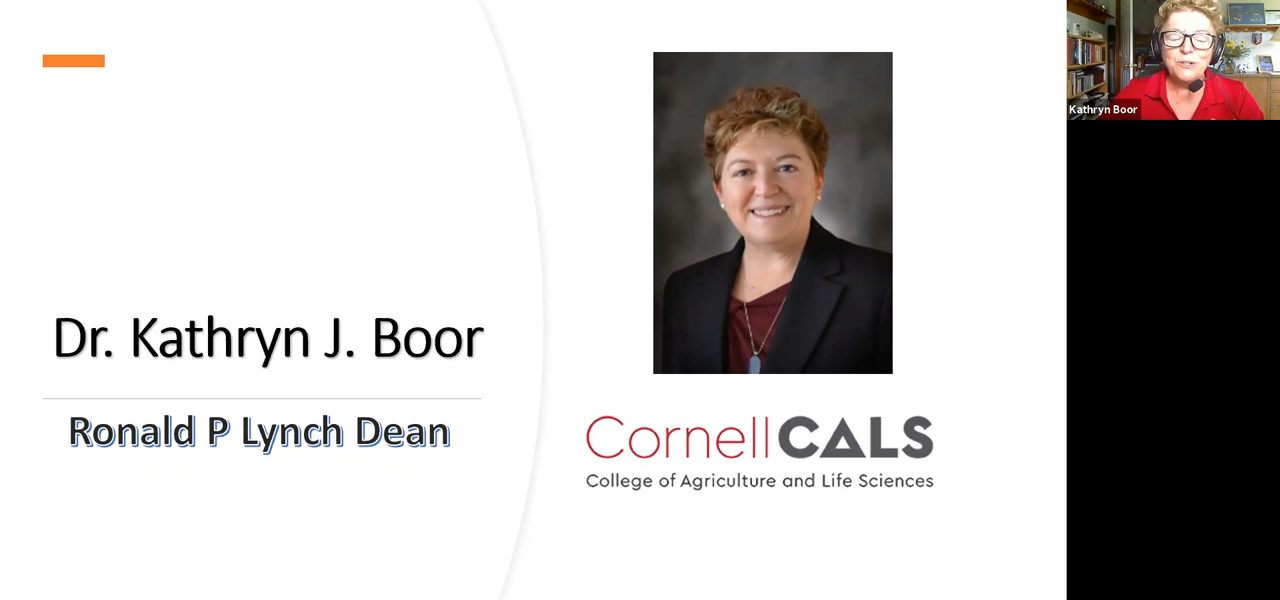 Dr. Kathryn J. Boor
Ronald P Lynch Dean
CornellCALS
College of Agriculture and Life Sciences
Kathryn Boor